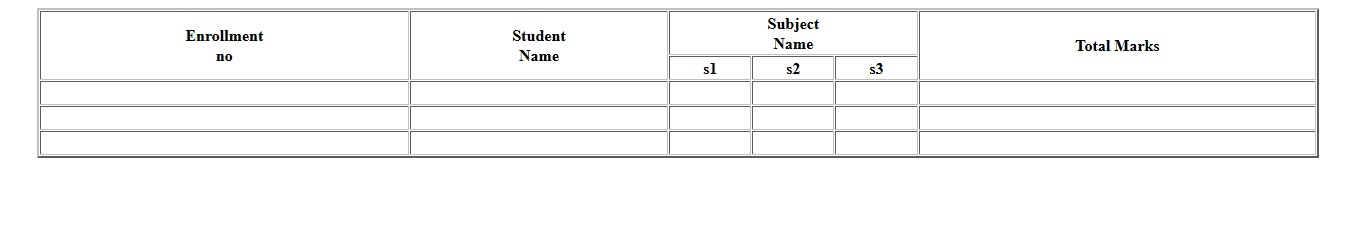 Enrollment
no
Student
Name
Subject
Name
Total Marks
s1
s2
s3